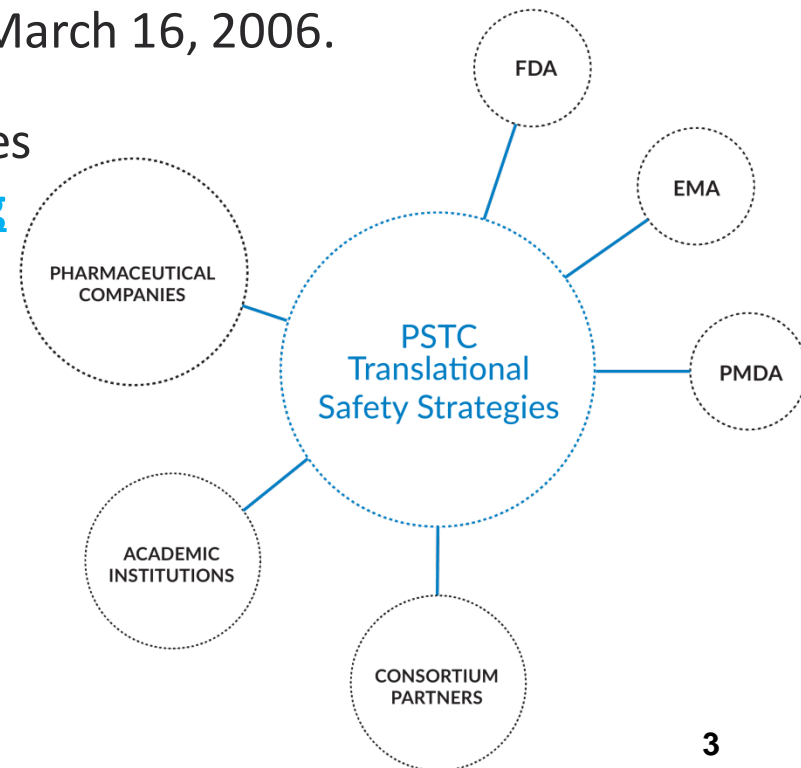 March 16, 2006.
es
g
FDA
EMA
PHARMACEUTICAL
COMPANIES
PSTC
Translational
Safety Strategies
PMDA
ACADEMIC
INSTITUTIONS
CONSORTIUM
PARTNERS
3